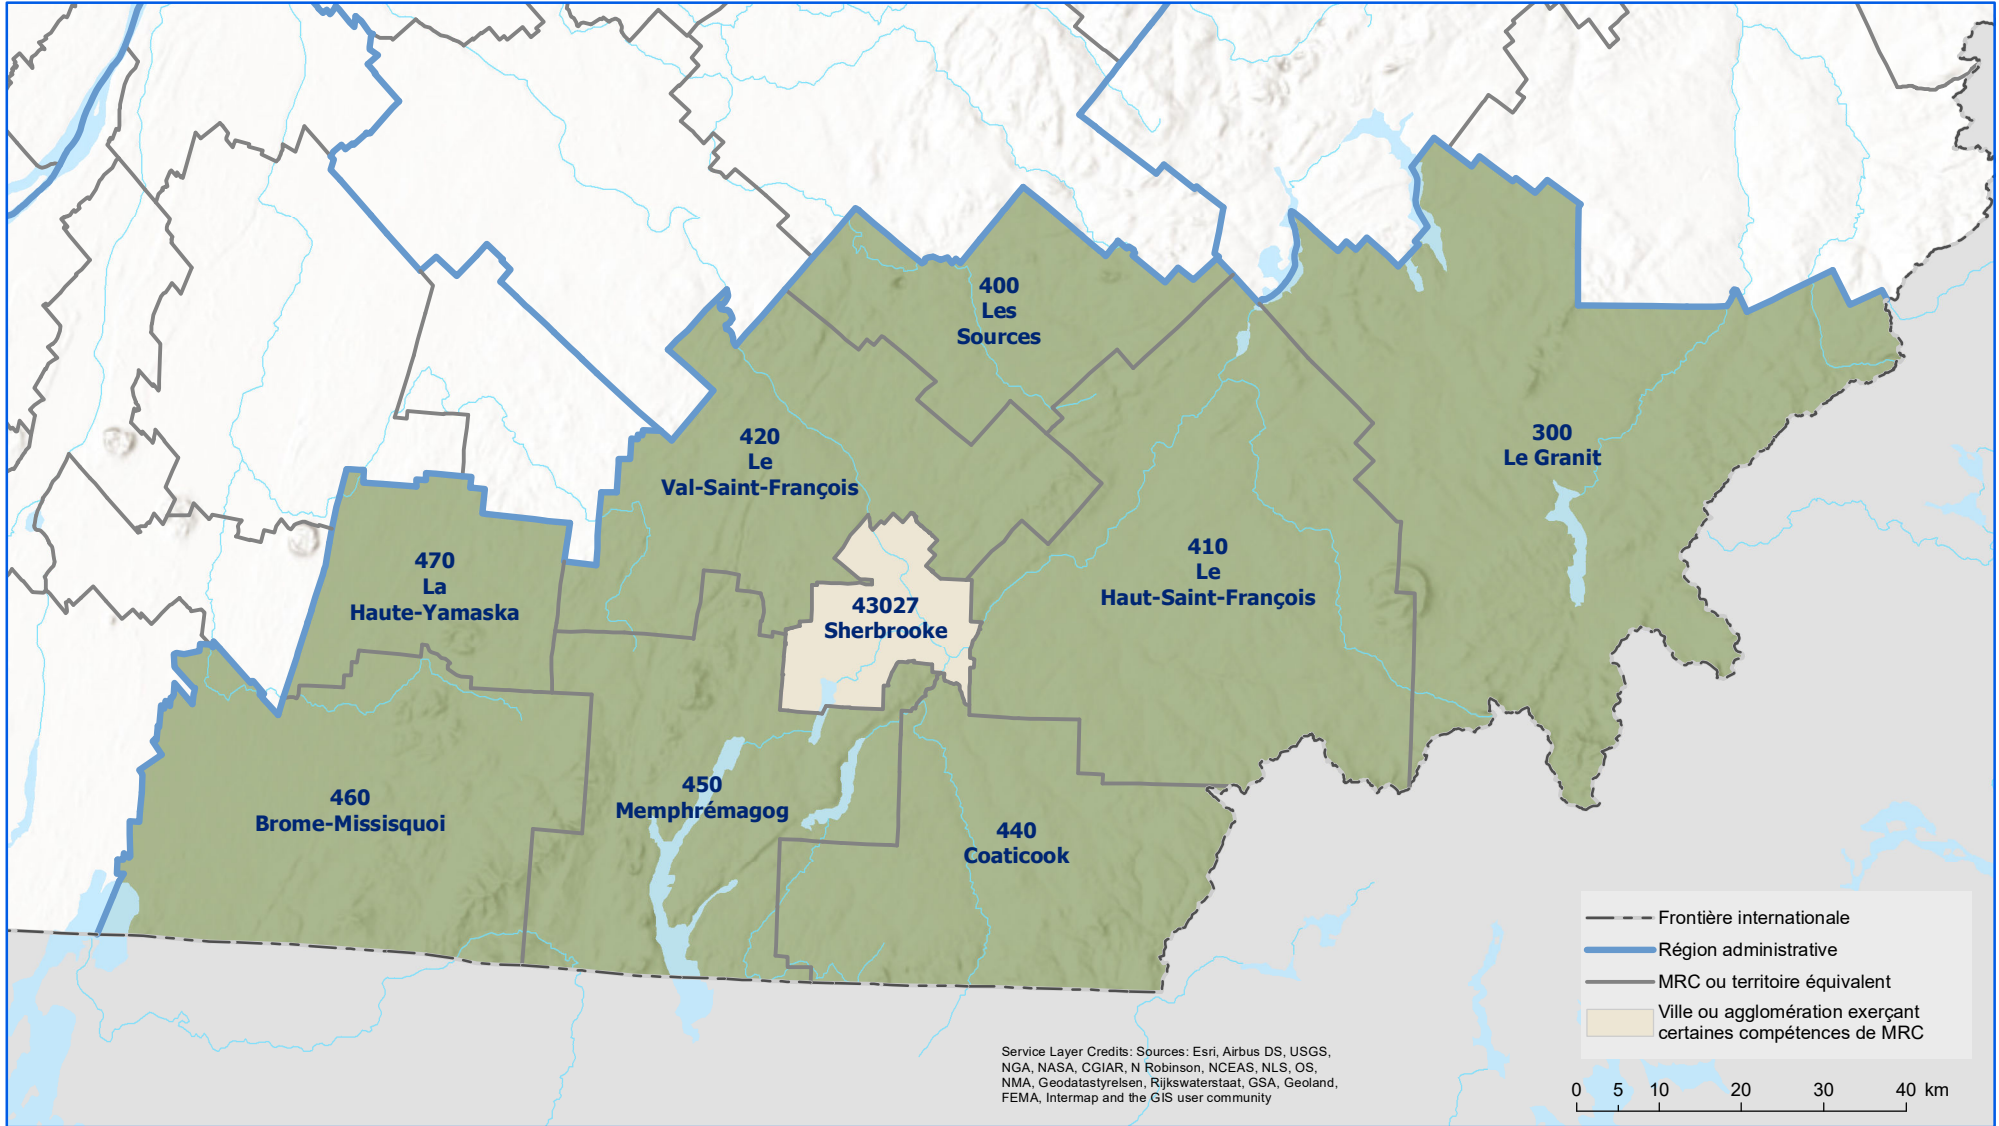 400
Les
Sources
300
Le Granit
420
Le
Val-Saint-François
410
Le
Haut-Saint-François
470
La
Haute-Yamaska
43027
Sherbrooke
460
Brome-Missisquoi
450
Memphrémagog
440
Coaticook
Frontière internationale
Région administrative
MRC ou territoire équivalent
Ville ou agglomération exerçant
certaines compétences de MRC
Service Layer Credits: Sources: Esri, Airbus DS, USGS,
NGA, NASA, CGIAR, N Robinson, NCEAS, NLS, OS,
NMA, Geodatastyrelsen, Rijkswaterstaat, GSA, Geoland,
FEMA, Intermap and the GIS user community
0 5 10 20 30 40 km